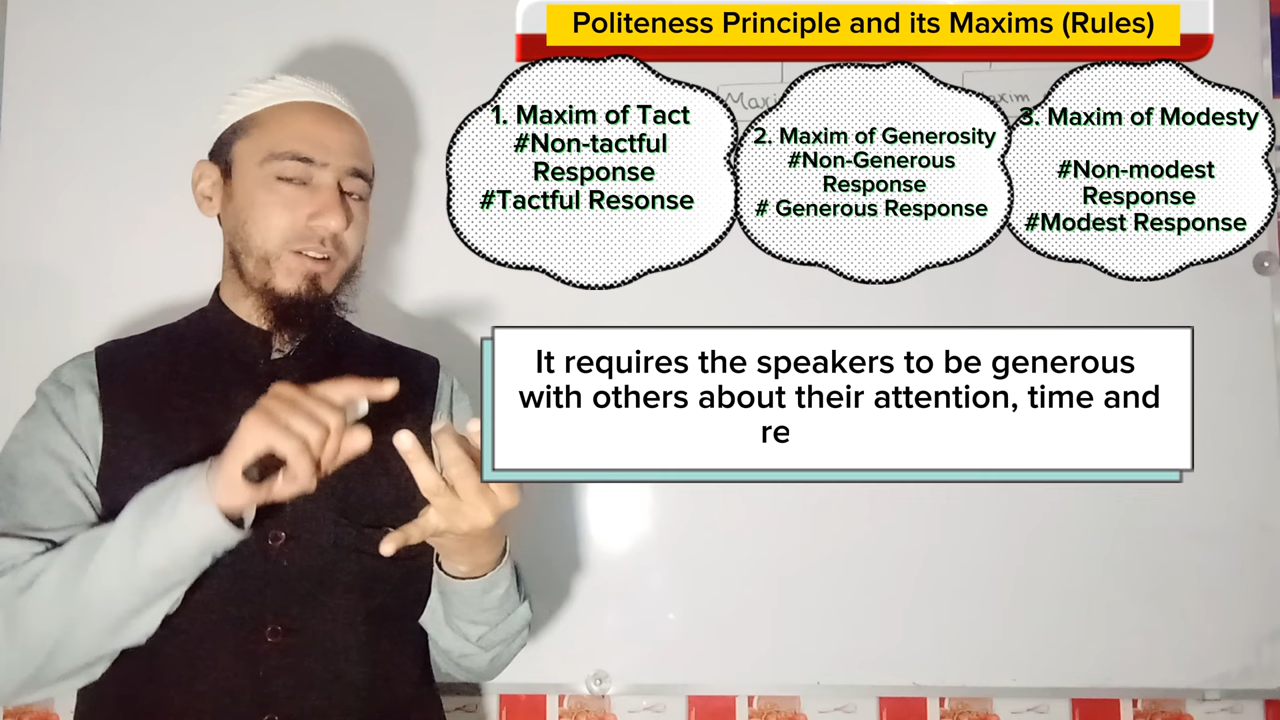 Politeness Principle and its Maxims (Rules)
1. Maxim of Tact
#Non-tactful
Response
#Tactful Resonse
2. Maxim of Generosity
#Non-Generous
Response
# Generous Response
3. Maxim of Modesty
#Non-modest
Response
#Modest Response
It requires the speakers to be generous
with others about their attention, time and
re